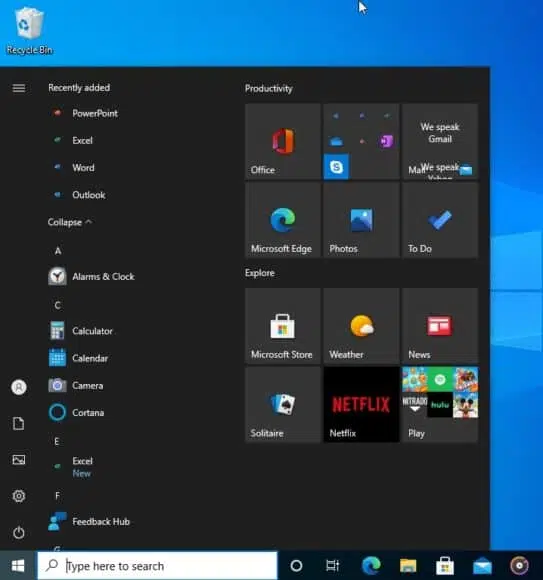 Recycle Bin
Recently added
PowerPoint
Excel
Word
Outlook
Collapse
A
Alarms & Clock
C
Calculator
Calendar
Camera
Cortana
E
Excel
New
F
Feedback Hub
G
Productivity
Office
We speak
Gmail
We speak
Yahoo
Mail
Microsoft Edge
Photos
To Do
Explore
Microsoft Store
Weather
News
Solitaire
NETFLIX
Netflix
NITRADO
hulu
Play
Type here to search